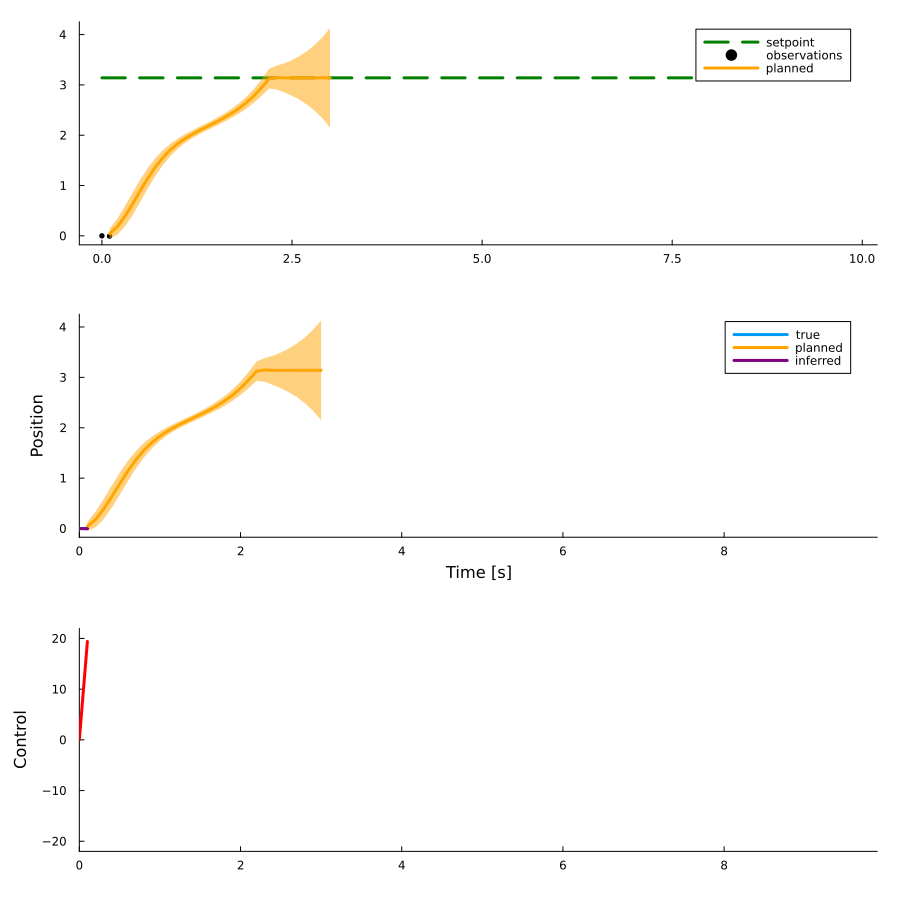 4
3
2
1
0
setpoint
observations
planned
0.0 2.5 5.0 7.5 10.0
4
3
2
1
0
Position
true
planned
inferred
0 2 4 6 8
Time [s]
20
10
0
−10
−20
Control
0 2 4 6 8